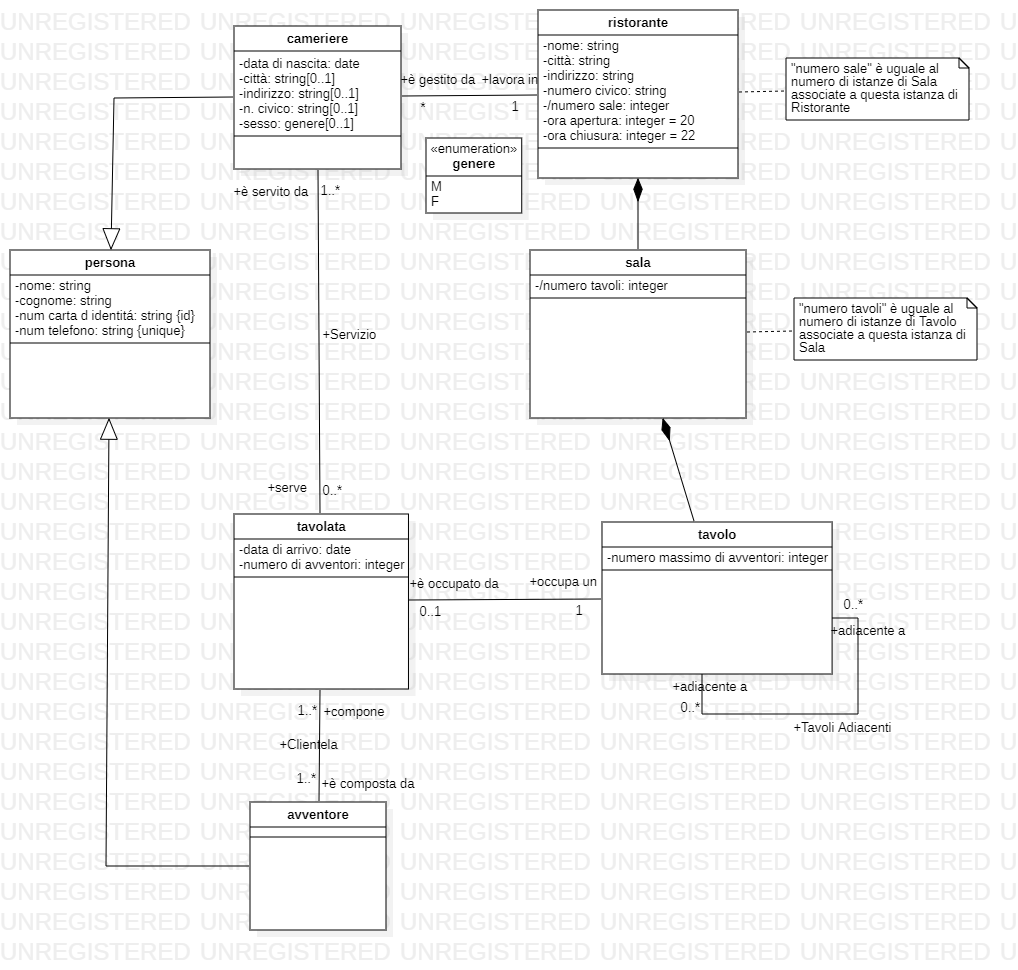 cameriere
-data di nascita: date
-città: string[0..1]
-indirizzo: string[0..1]
-n. civico: string[0..1]
-sesso: genere[0..1]
+è gestito da
+lavora in
*
1
ristorante
-nome: string
-città: string
-indirizzo: string
-numero civico: string
-/numero sale: integer
-ora apertura: integer = 20
-ora chiusura: integer = 22
"numero sale" è uguale al
numero di istanze di Sala
associate a questa istanza di
Ristorante
«enumeration»
genere
M
F
+è servito da
1..*
persona
-nome: string
-cognome: string
-num carta d identitá: string {id}
-num telefono: string {unique}
sala
-/numero tavoli: integer
"numero tavoli" è uguale al
numero di istanze di Tavolo
associate a questa istanza di
Sala
+Servizio
+serve
0..*
tavolata
-data di arrivo: date
-numero di avventori: integer
+è occupato da
0..1
+occupa un
1
tavolo
-numero massimo di avventori: integer
0..*
+adiacente a
+adiacente a
0..*
+Tavoli Adiacenti
1..*
+compone
+Clientela
1..*
+è composta da
avventore
UNREGISTERED